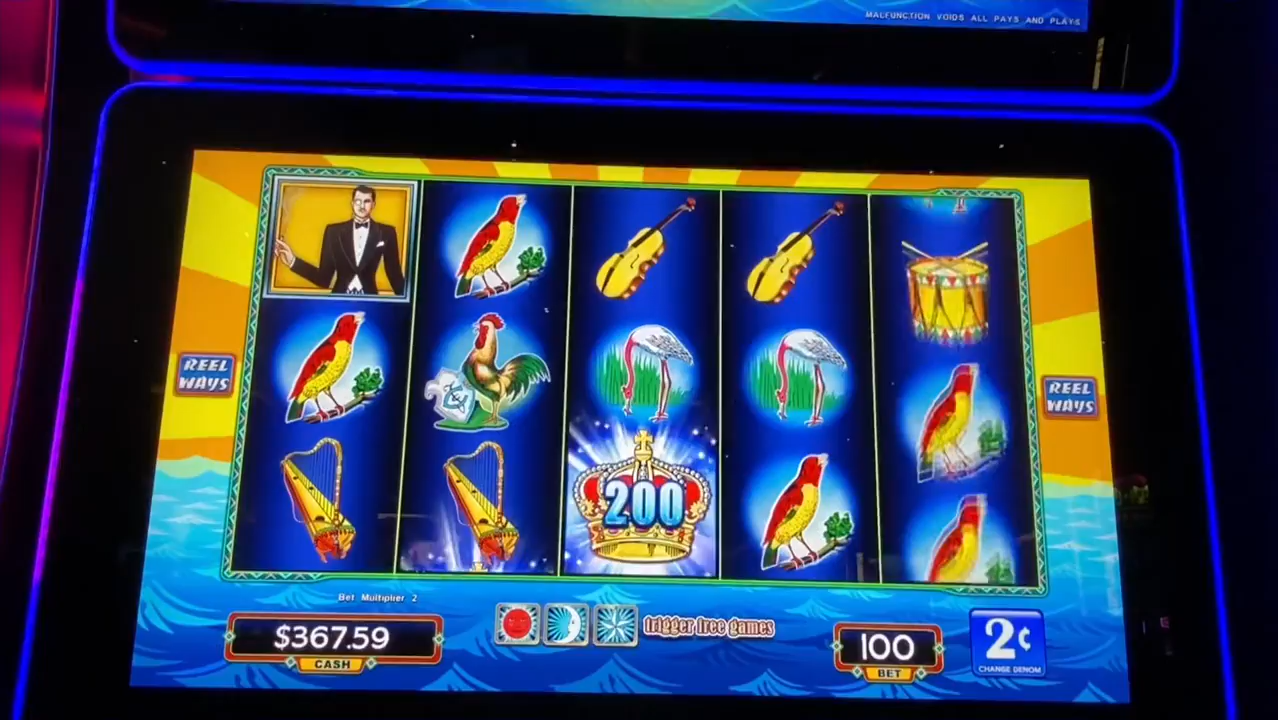 MALFUNCTION VOIDS ALL PAYS AND PLAYS
REEL
WAYS
REEL
WAYS
200
Bet Multiplier 2
$367.59
CASH
trigger free games
100
BET
2¢
CHANGE DENOM